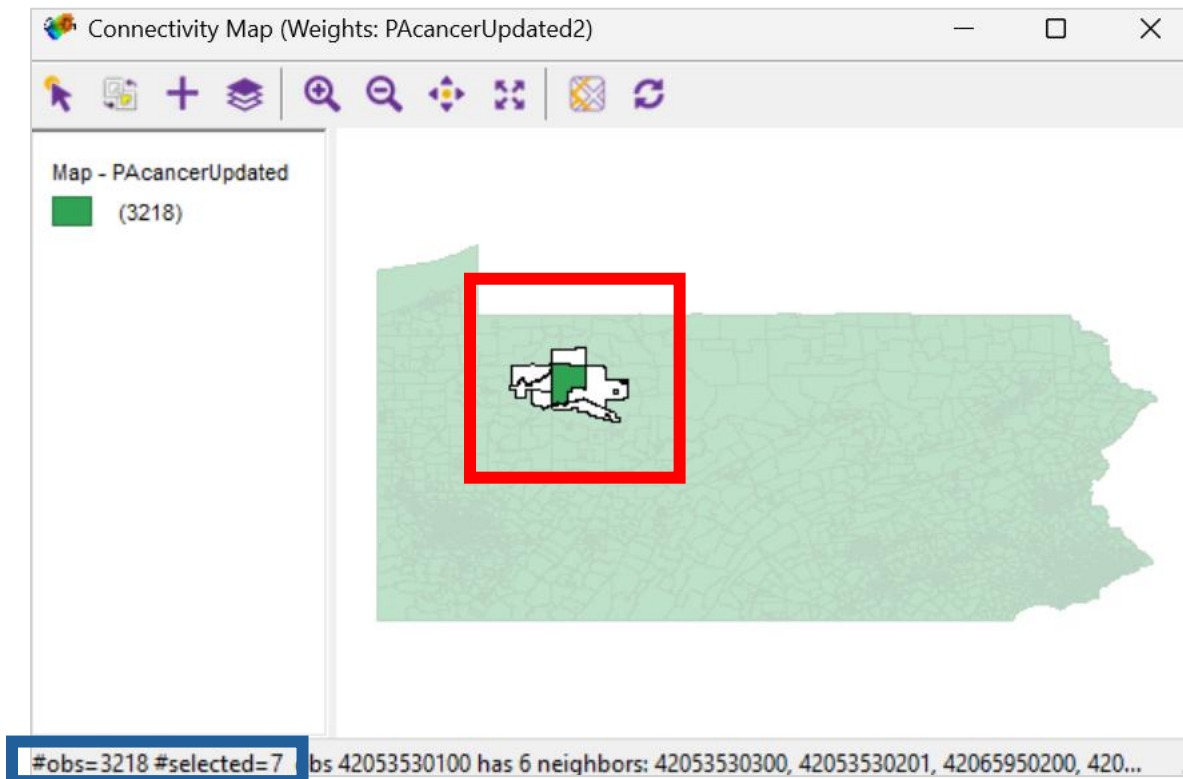 Connectivity Map (Weights: PAcancerUpdated2)
Map - PAcancerUpdated
(3218)
#obs=3218 #selected=7 obs 42053530100 has 6 neighbors: 42053530300, 42053530201, 42065950200, 420...